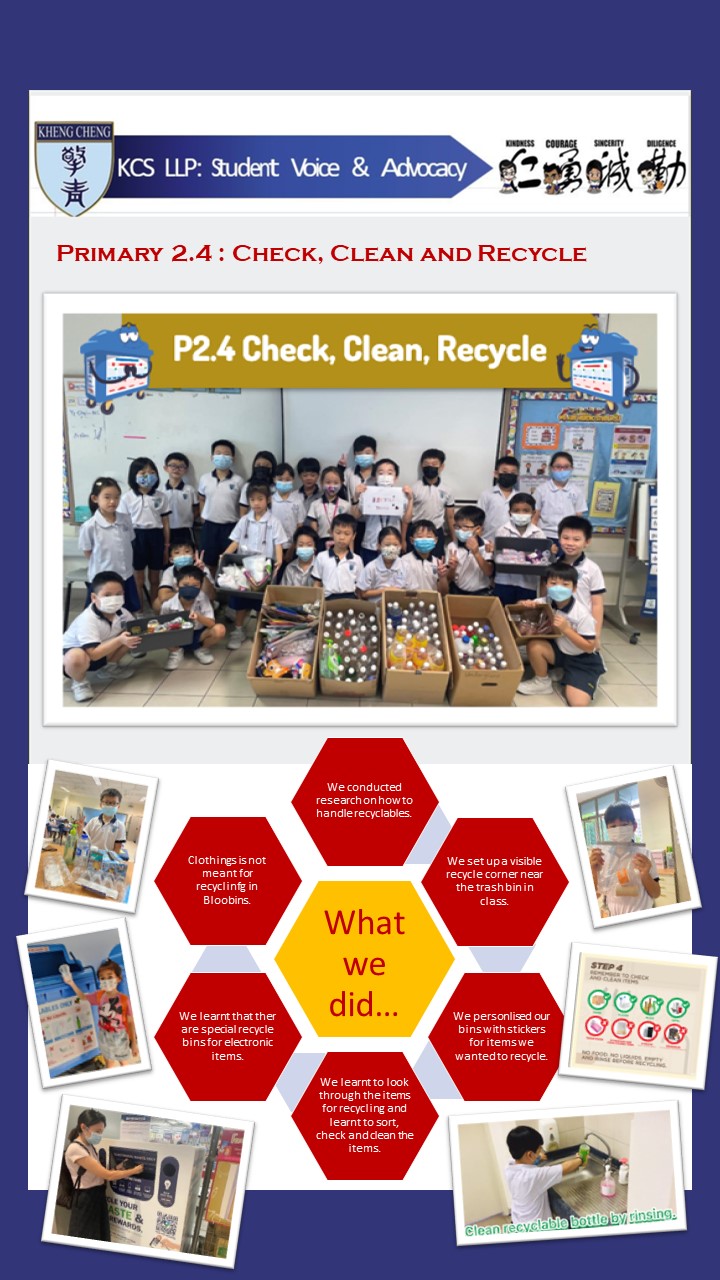 KHENG CHENG
擎青
KCS LLP: Student Voice & Advocacy
KINDNESS COURAGE SINCERITY DILIGENCE
仁勇誠勤
PRIMARY 2.4 : CHECK, CLEAN AND RECYCLE
P2.4 Check, Clean, Recycle
We conducted
research on how to
handle recyclables.
Clothings is not
meant for
recyclinfg in
Bloobins.
We set up a visible
recycle corner near
the trash bin in
class.
What
we
did...
We learnt that ther
are special recycle
bins for electronic
items.
We personlised our
bins with stickers
for items we
wanted to recycle.
We learnt to look
through the items
for recycling and
learnt to sort,
check and clean the
items.
STEP 4
REMEMBER TO CHECK
AND CLEAN ITEMS
NO FOOD, NO LIQUIDS, EMPTY
AND RINSE BEFORE RECYCLING.
CLE YOUR
ASTE &
REWARDS.
Clean recyclable bottle by rinsing.